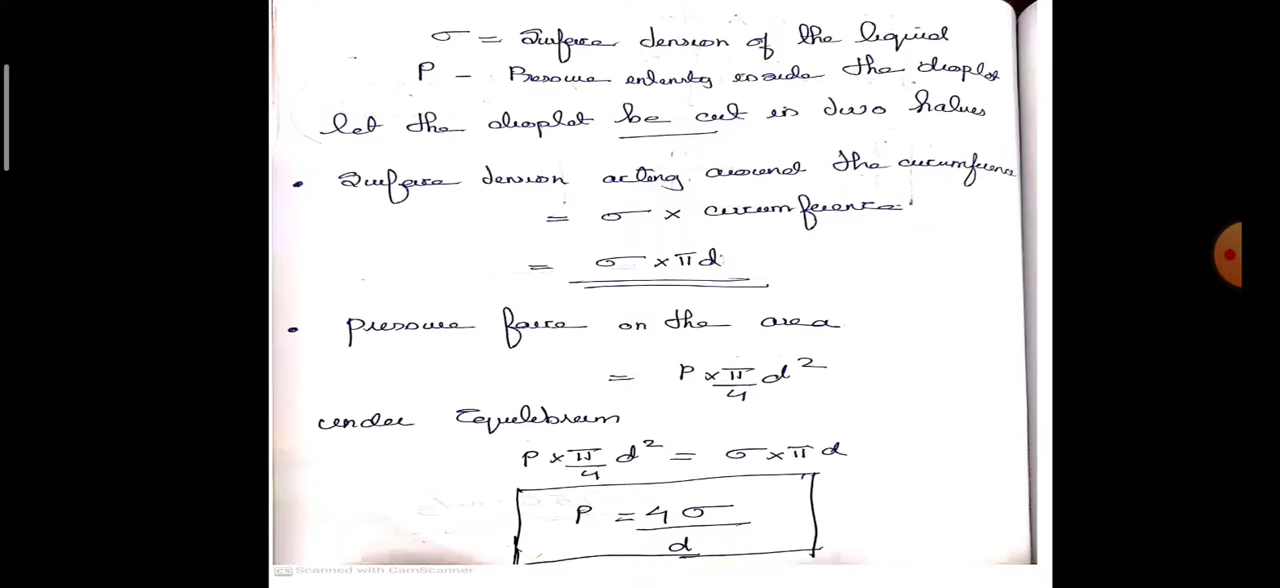 σ = Surface tension of the liquid
P - Pressure intensity inside the droplet
let the droplet be cut in two halves
• Surface tension acting around the circumference
= σ × circumference
= σ × πd
• pressure force on the area
= P × π/4 d²
under Equilibrium
P × π/4 d² = σ × π d
P = 4σ/d
CS Scanned with CamScanner